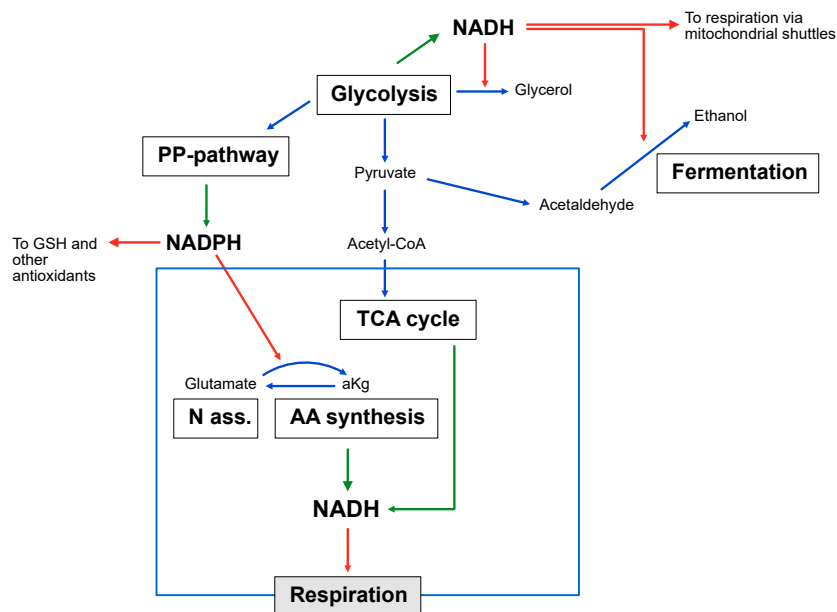 NADH
To respiration via
mitochondrial shuttles
Glycolysis
Glycerol
Ethanol
PP-pathway
Pyruvate
Fermentation
Acetaldehyde
To GSH and
other
antioxidants
NADPH
Acetyl-CoA
TCA cycle
Glutamate
aKg
N ass.
AA synthesis
NADH
Respiration